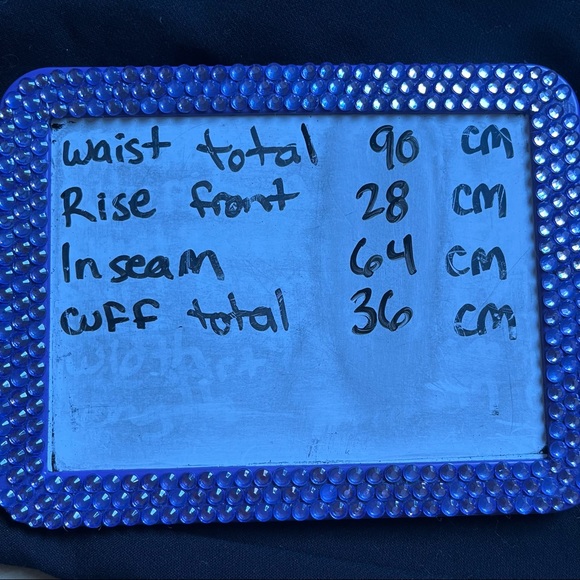 Waist total 90 cm
Rise front 28 cm
Inseam 64 cm
Cuff total 36 cm